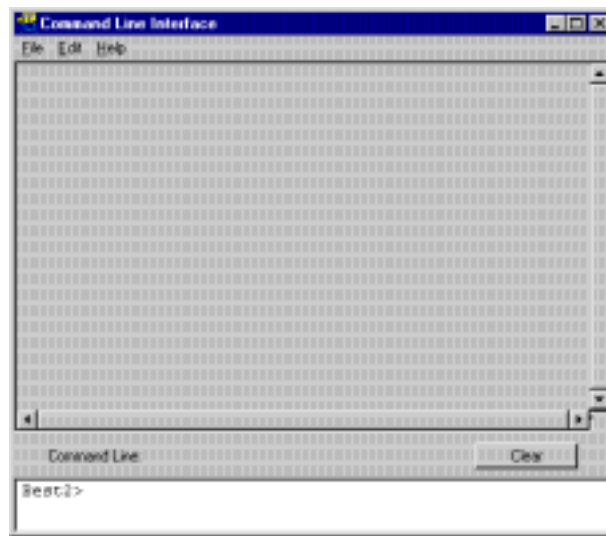 Command Line Interface
File Edit Help
Command Line:
Clear
Best2>